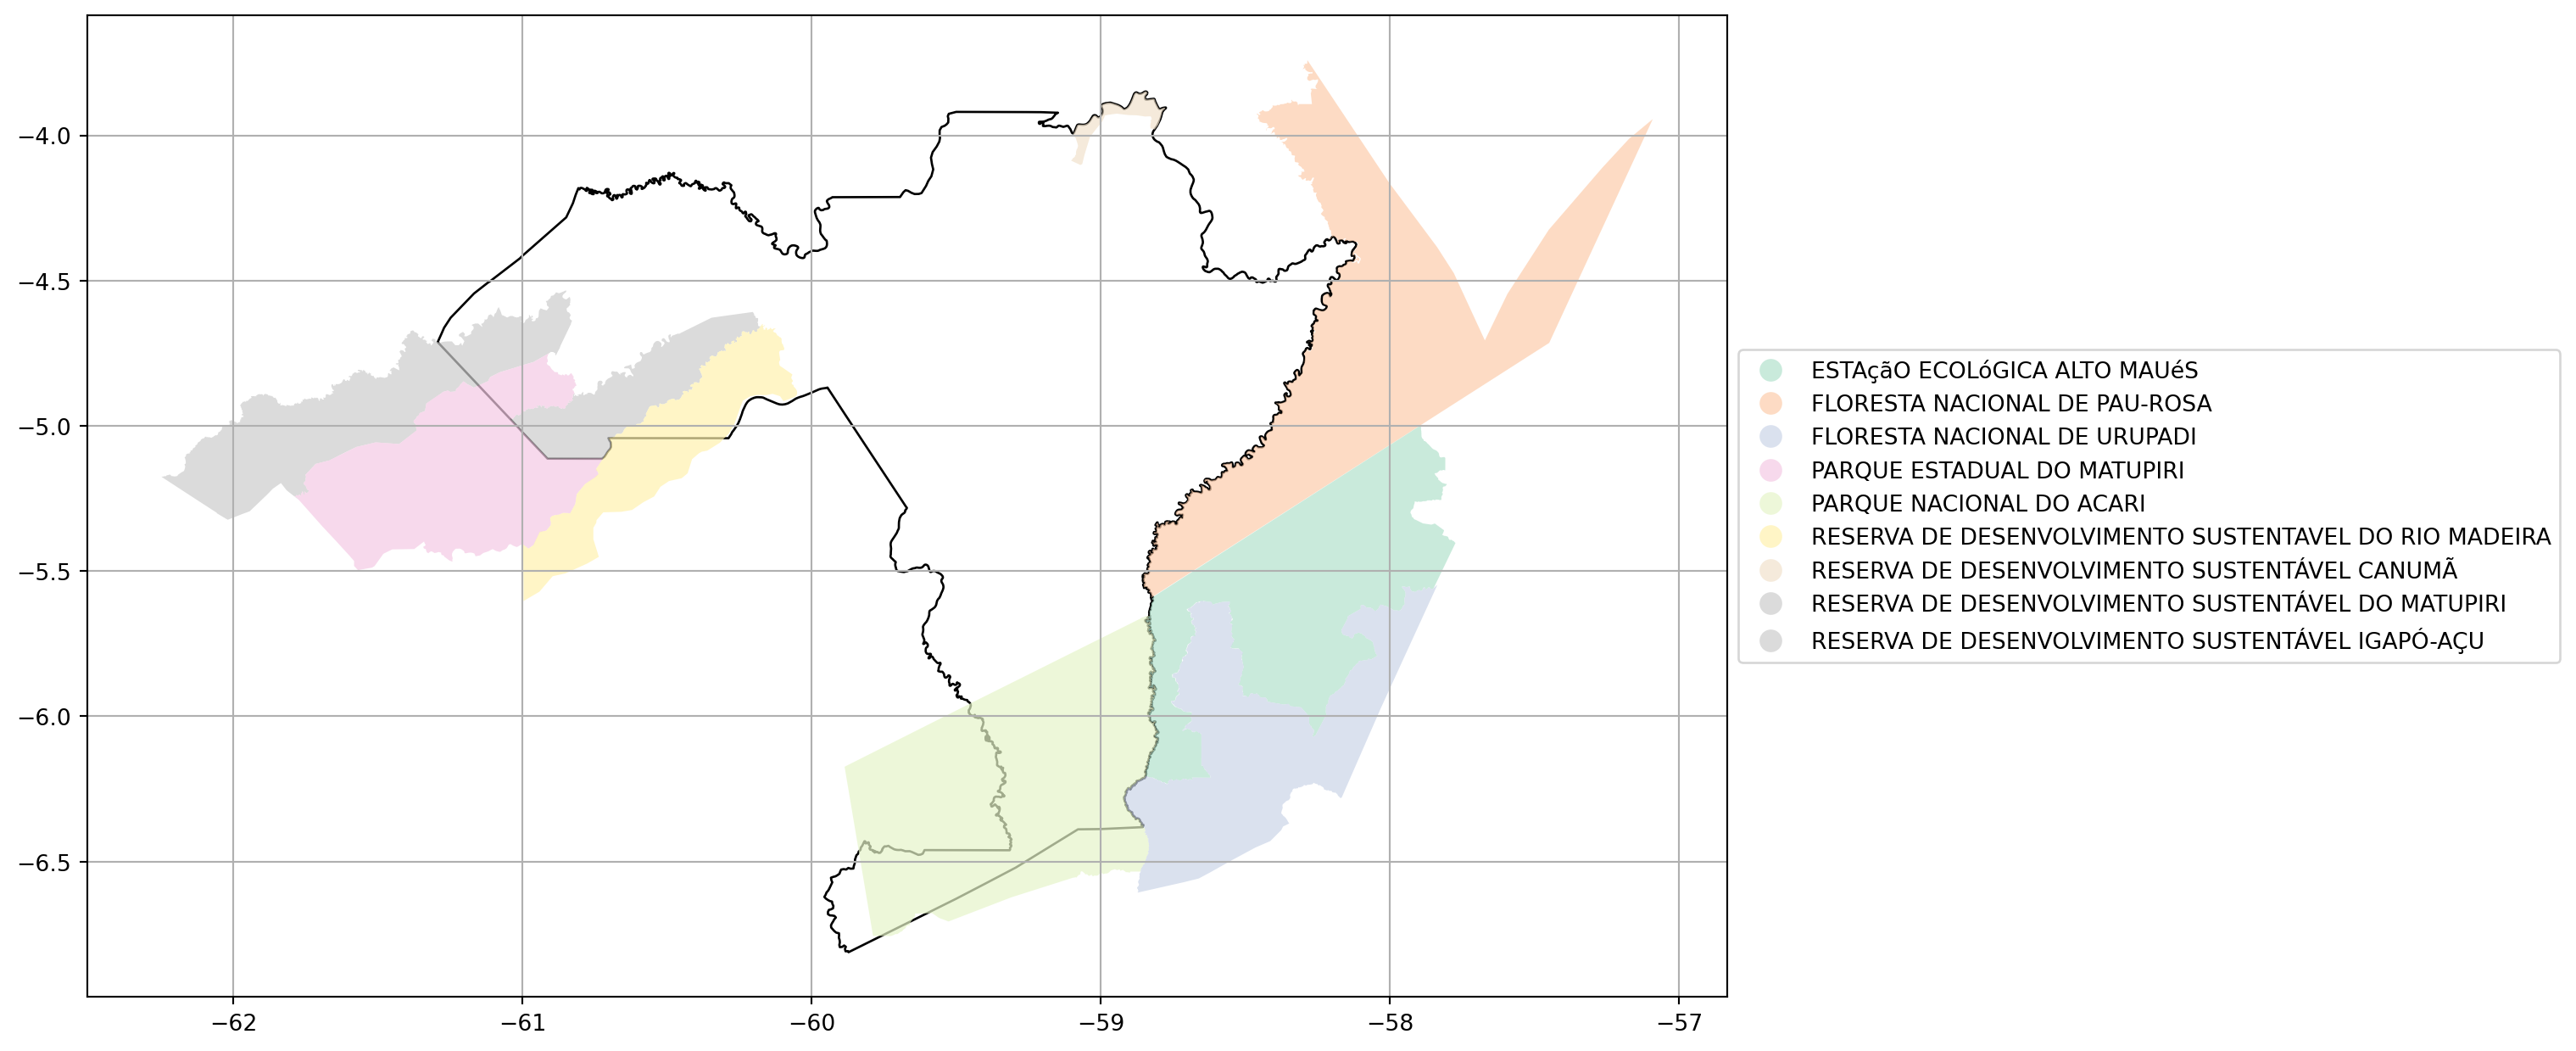 −4.0
−4.5
−5.0
−5.5
−6.0
−6.5
−62
−61
−60
−59
−58
−57
ESTAçãO ECOLóGICA ALTO MAUéS
FLORESTA NACIONAL DE PAU-ROSA
FLORESTA NACIONAL DE URUPADI
PARQUE ESTADUAL DO MATUPIRI
PARQUE NACIONAL DO ACARI
RESERVA DE DESENVOLVIMENTO SUSTENTAVEL DO RIO MADEIRA
RESERVA DE DESENVOLVIMENTO SUSTENTÁVEL CANUMÃ
RESERVA DE DESENVOLVIMENTO SUSTENTÁVEL DO MATUPIRI
RESERVA DE DESENVOLVIMENTO SUSTENTÁVEL IGAPÓ-AÇU